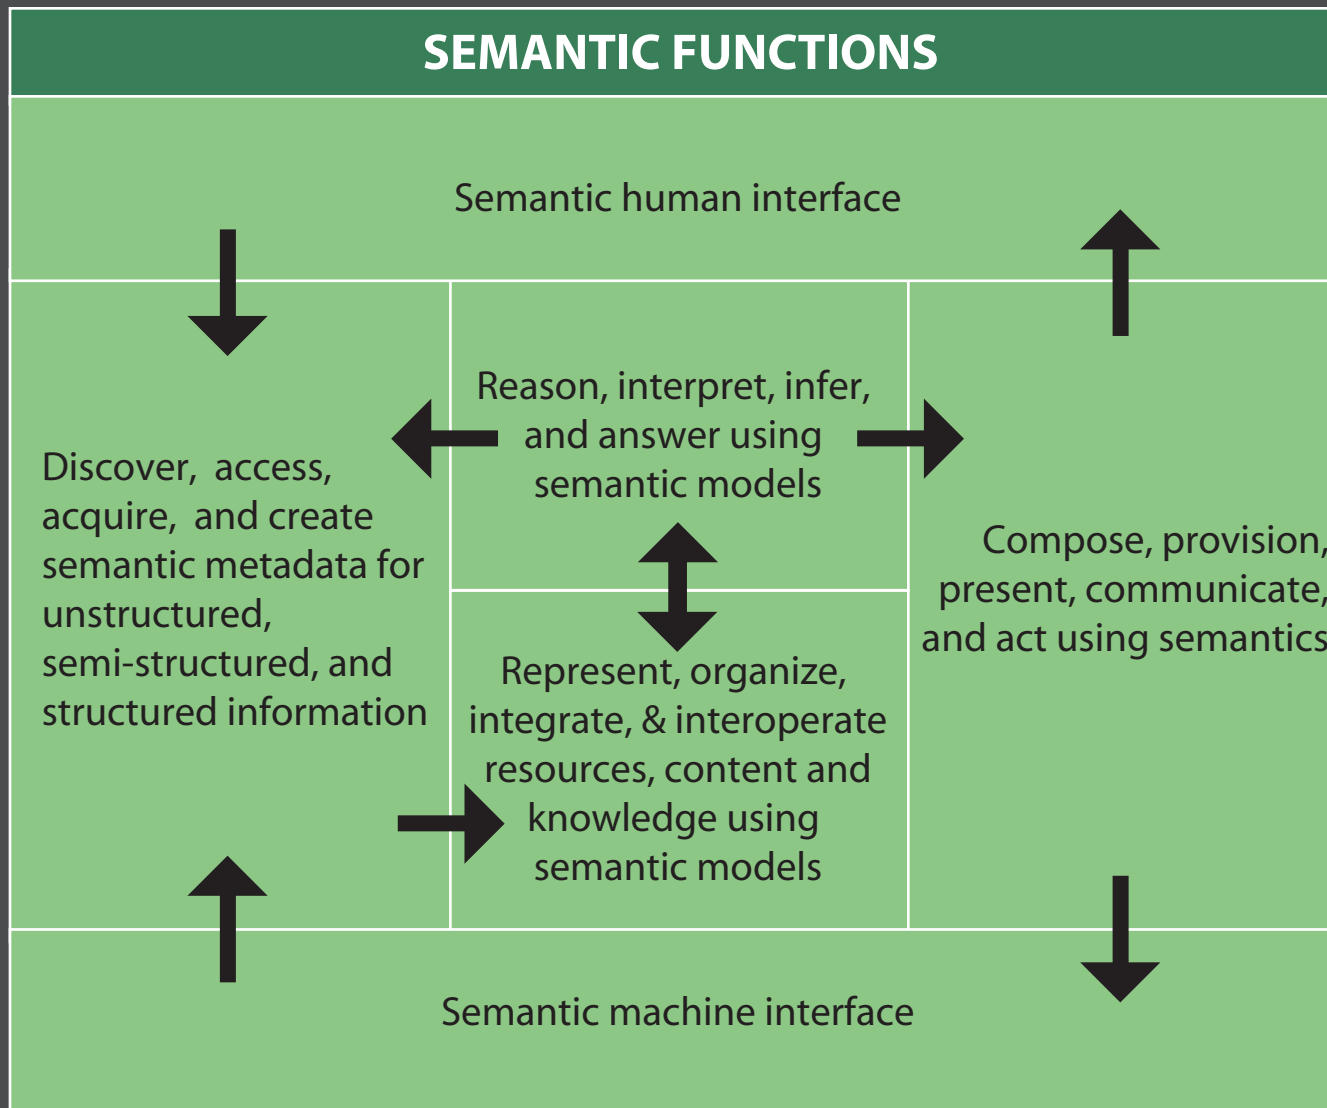 SEMANTIC FUNCTIONS
Semantic human interface
Discover, access,
acquire, and create
semantic metadata for
unstructured,
semi-structured, and
structured information
Reason, interpret, infer,
and answer using
semantic models
Represent, organize,
integrate, & interoperate
resources, content and
knowledge using
semantic models
Compose, provision,
present, communicate,
and act using semantics
Semantic machine interface